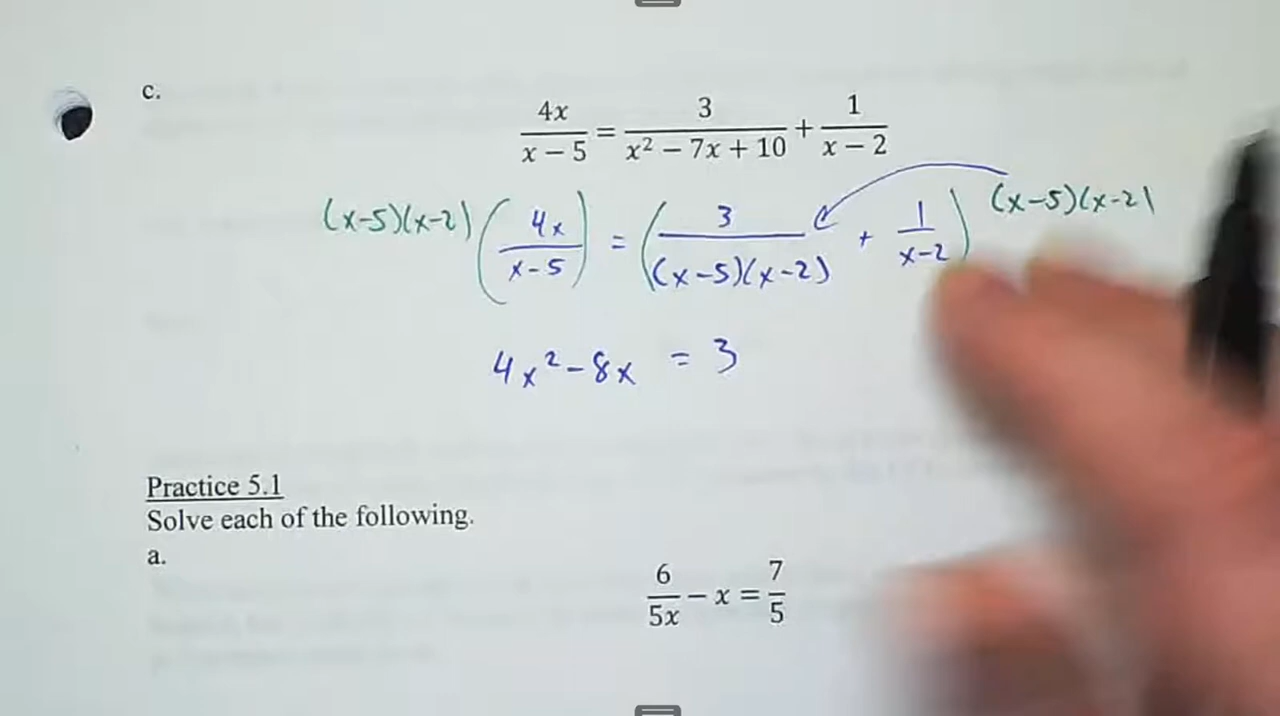 c.
4x/(x − 5) = 3/(x² − 7x + 10) + 1/(x − 2)
(x-5)(x-2) (4x/(x-5)) = (3/((x-5)(x-2)) + 1/(x-2)) (x-5)(x-2)
4x² - 8x = 3
Practice 5.1
Solve each of the following.
a.
6/(5x) − x = 7/5